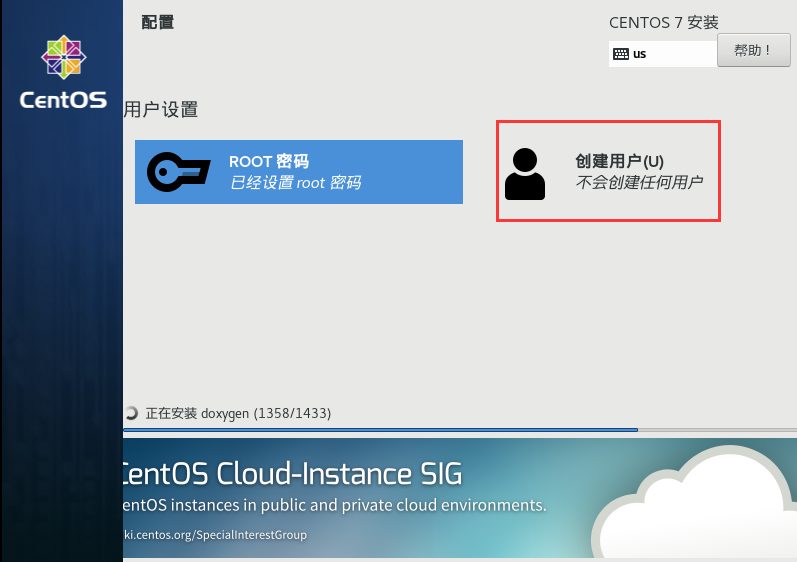 CentOS
配置
CENTOS 7 安装
us
帮助！
用户设置
ROOT 密码
已经设置 root 密码
创建用户(U)
不会创建任何用户
正在安装 doxygen (1358/1433)
CentOS Cloud-Instance SIG
entOS instances in public and private cloud environments.
ki.centos.org/SpecialInterestGroup